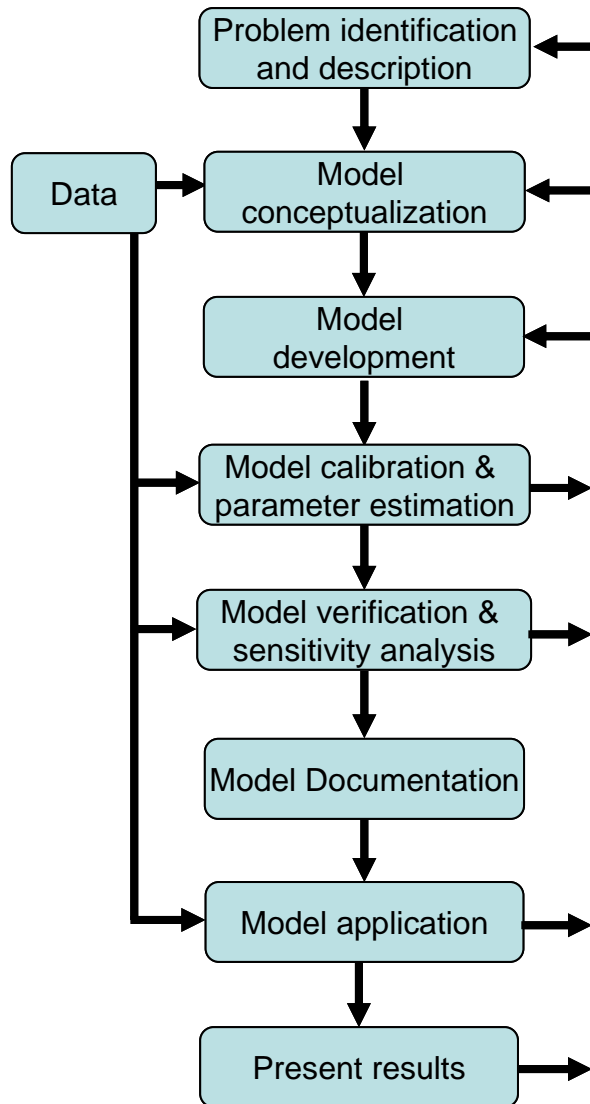 Problem identification
and description
Data
Model
conceptualization
Model
development
Model calibration &
parameter estimation
Model verification &
sensitivity analysis
Model Documentation
Model application
Present results